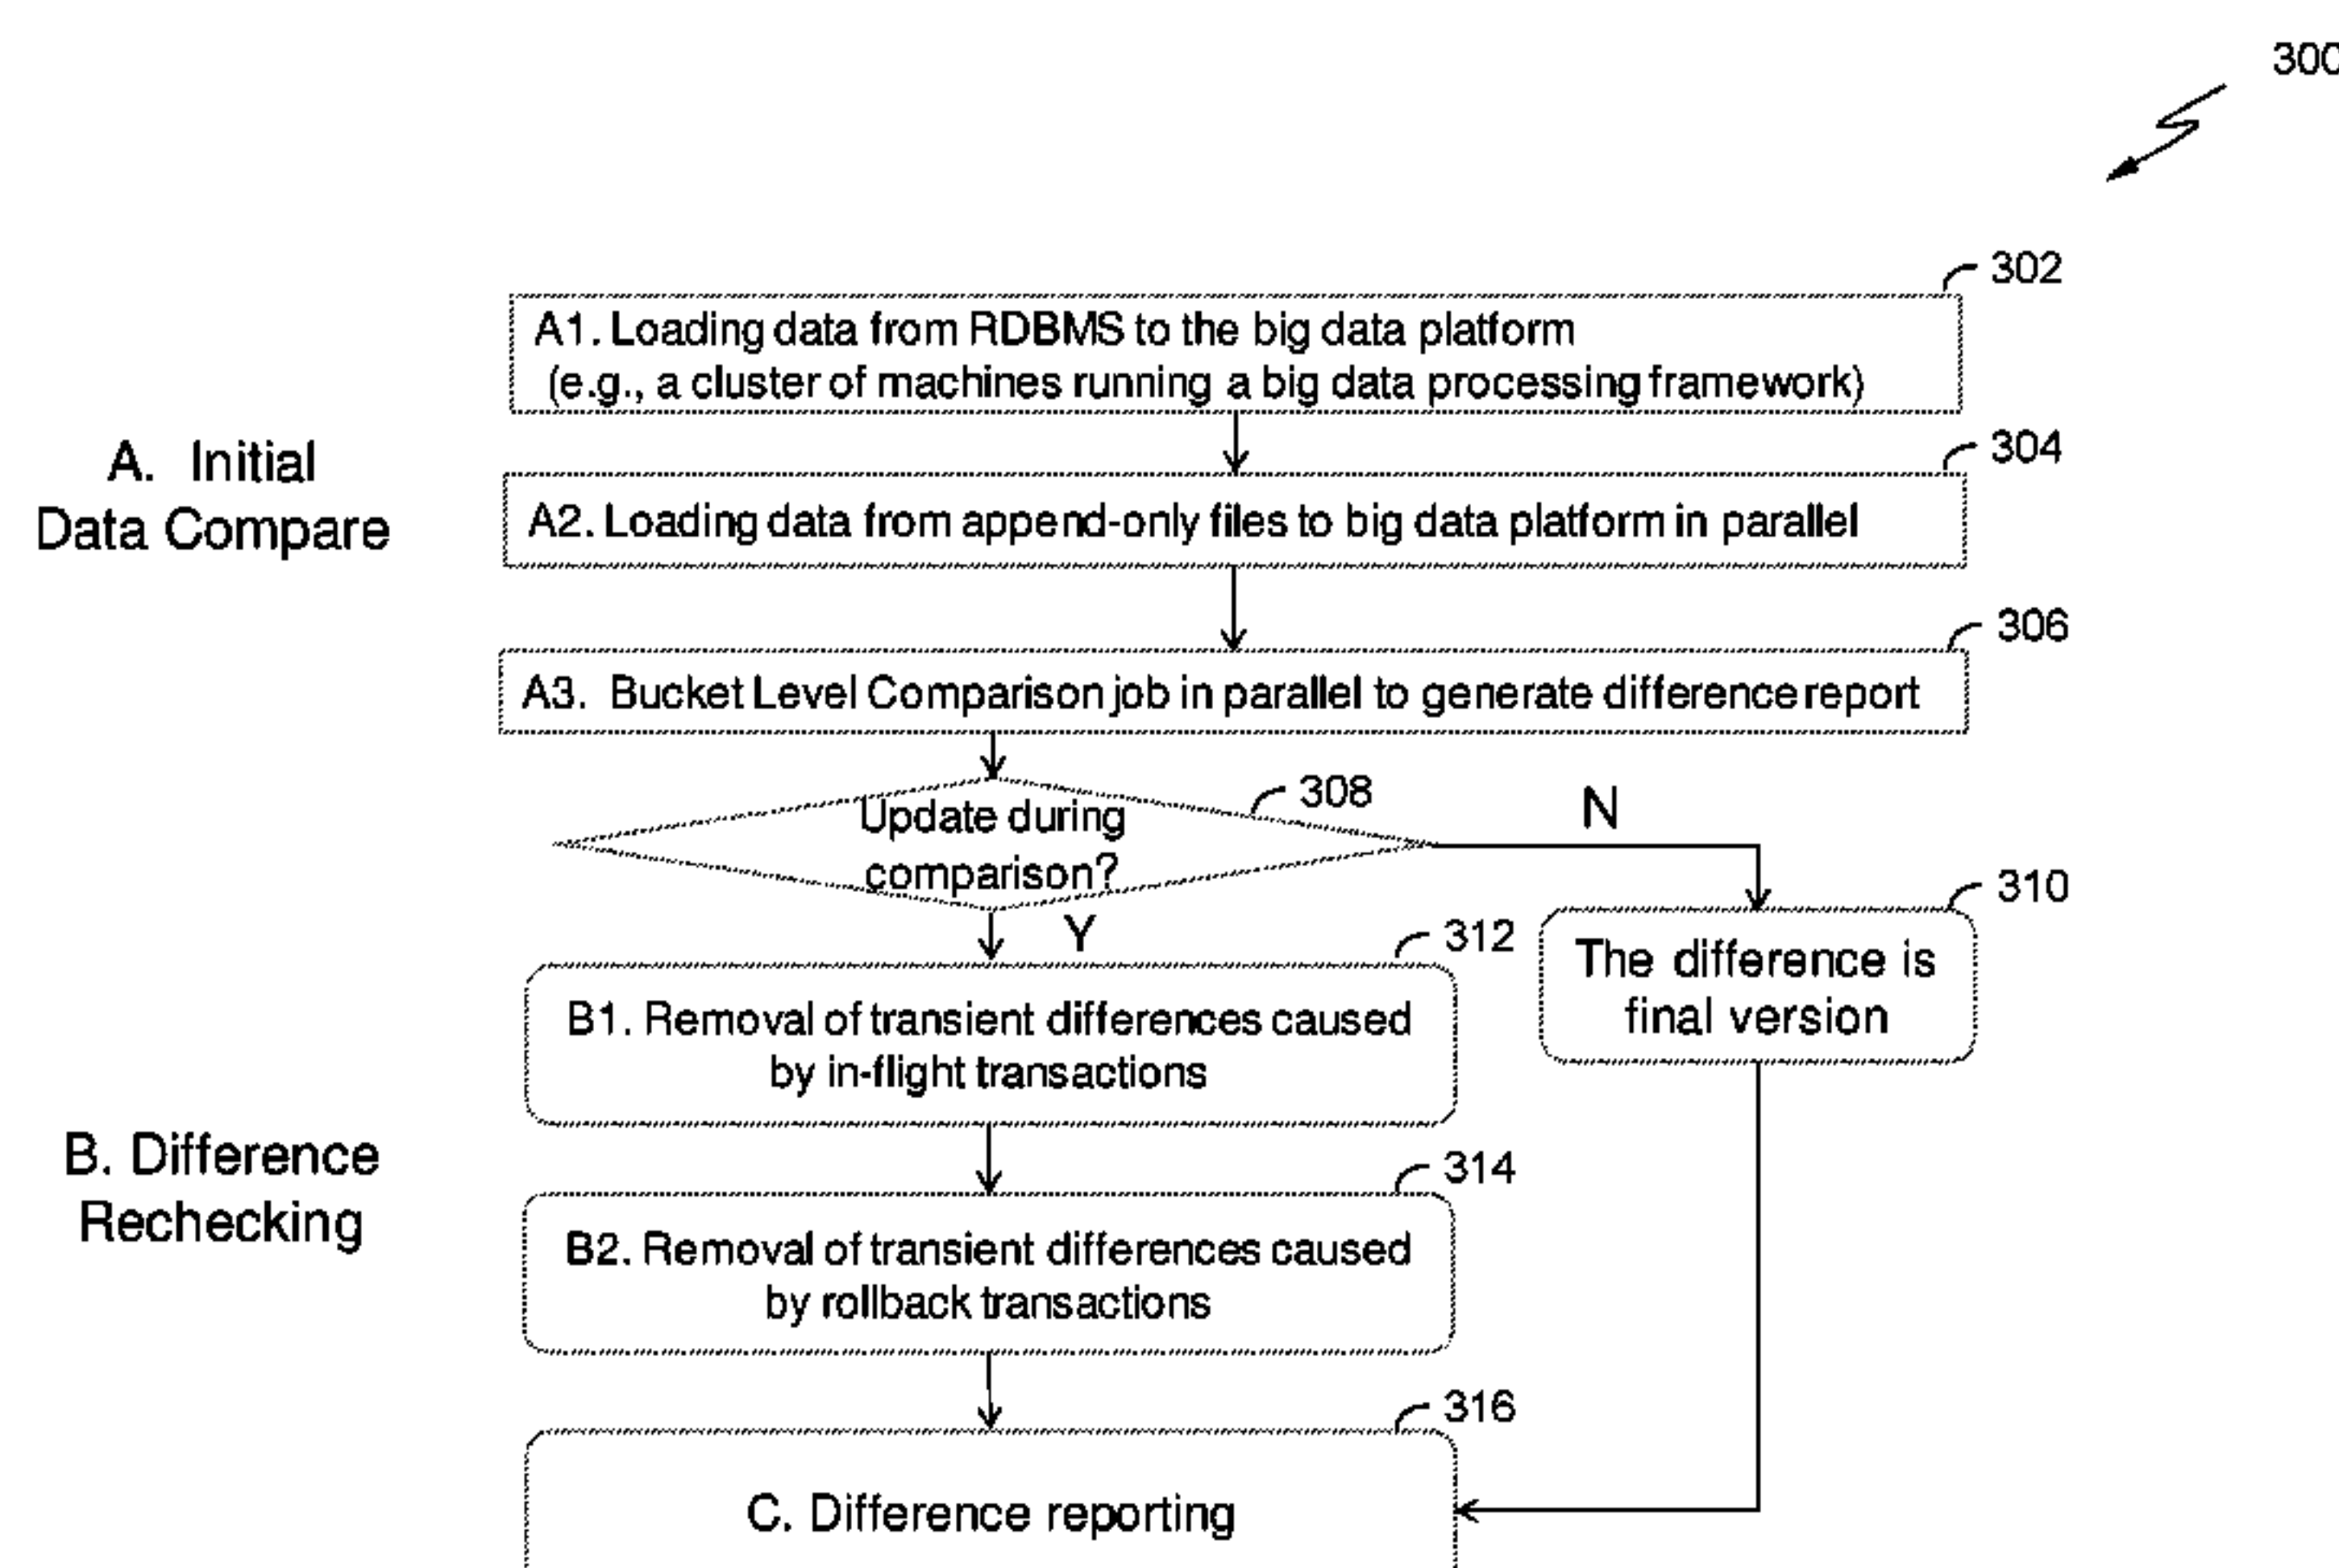 300
302
A1. Loading data from RDBMS to the big data platform
(e.g., a cluster of machines running a big data processing framework)
304
A. Initial
Data Compare
A2. Loading data from append-only files to big data platform in parallel
306
A3. Bucket Level Comparison job in parallel to generate difference report
308
Update during
comparison?
N
Y
310
The difference is
final version
312
B1. Removal of transient differences caused
by in-flight transactions
B. Difference
Rechecking
314
B2. Removal of transient differences caused
by rollback transactions
316
C. Difference reporting